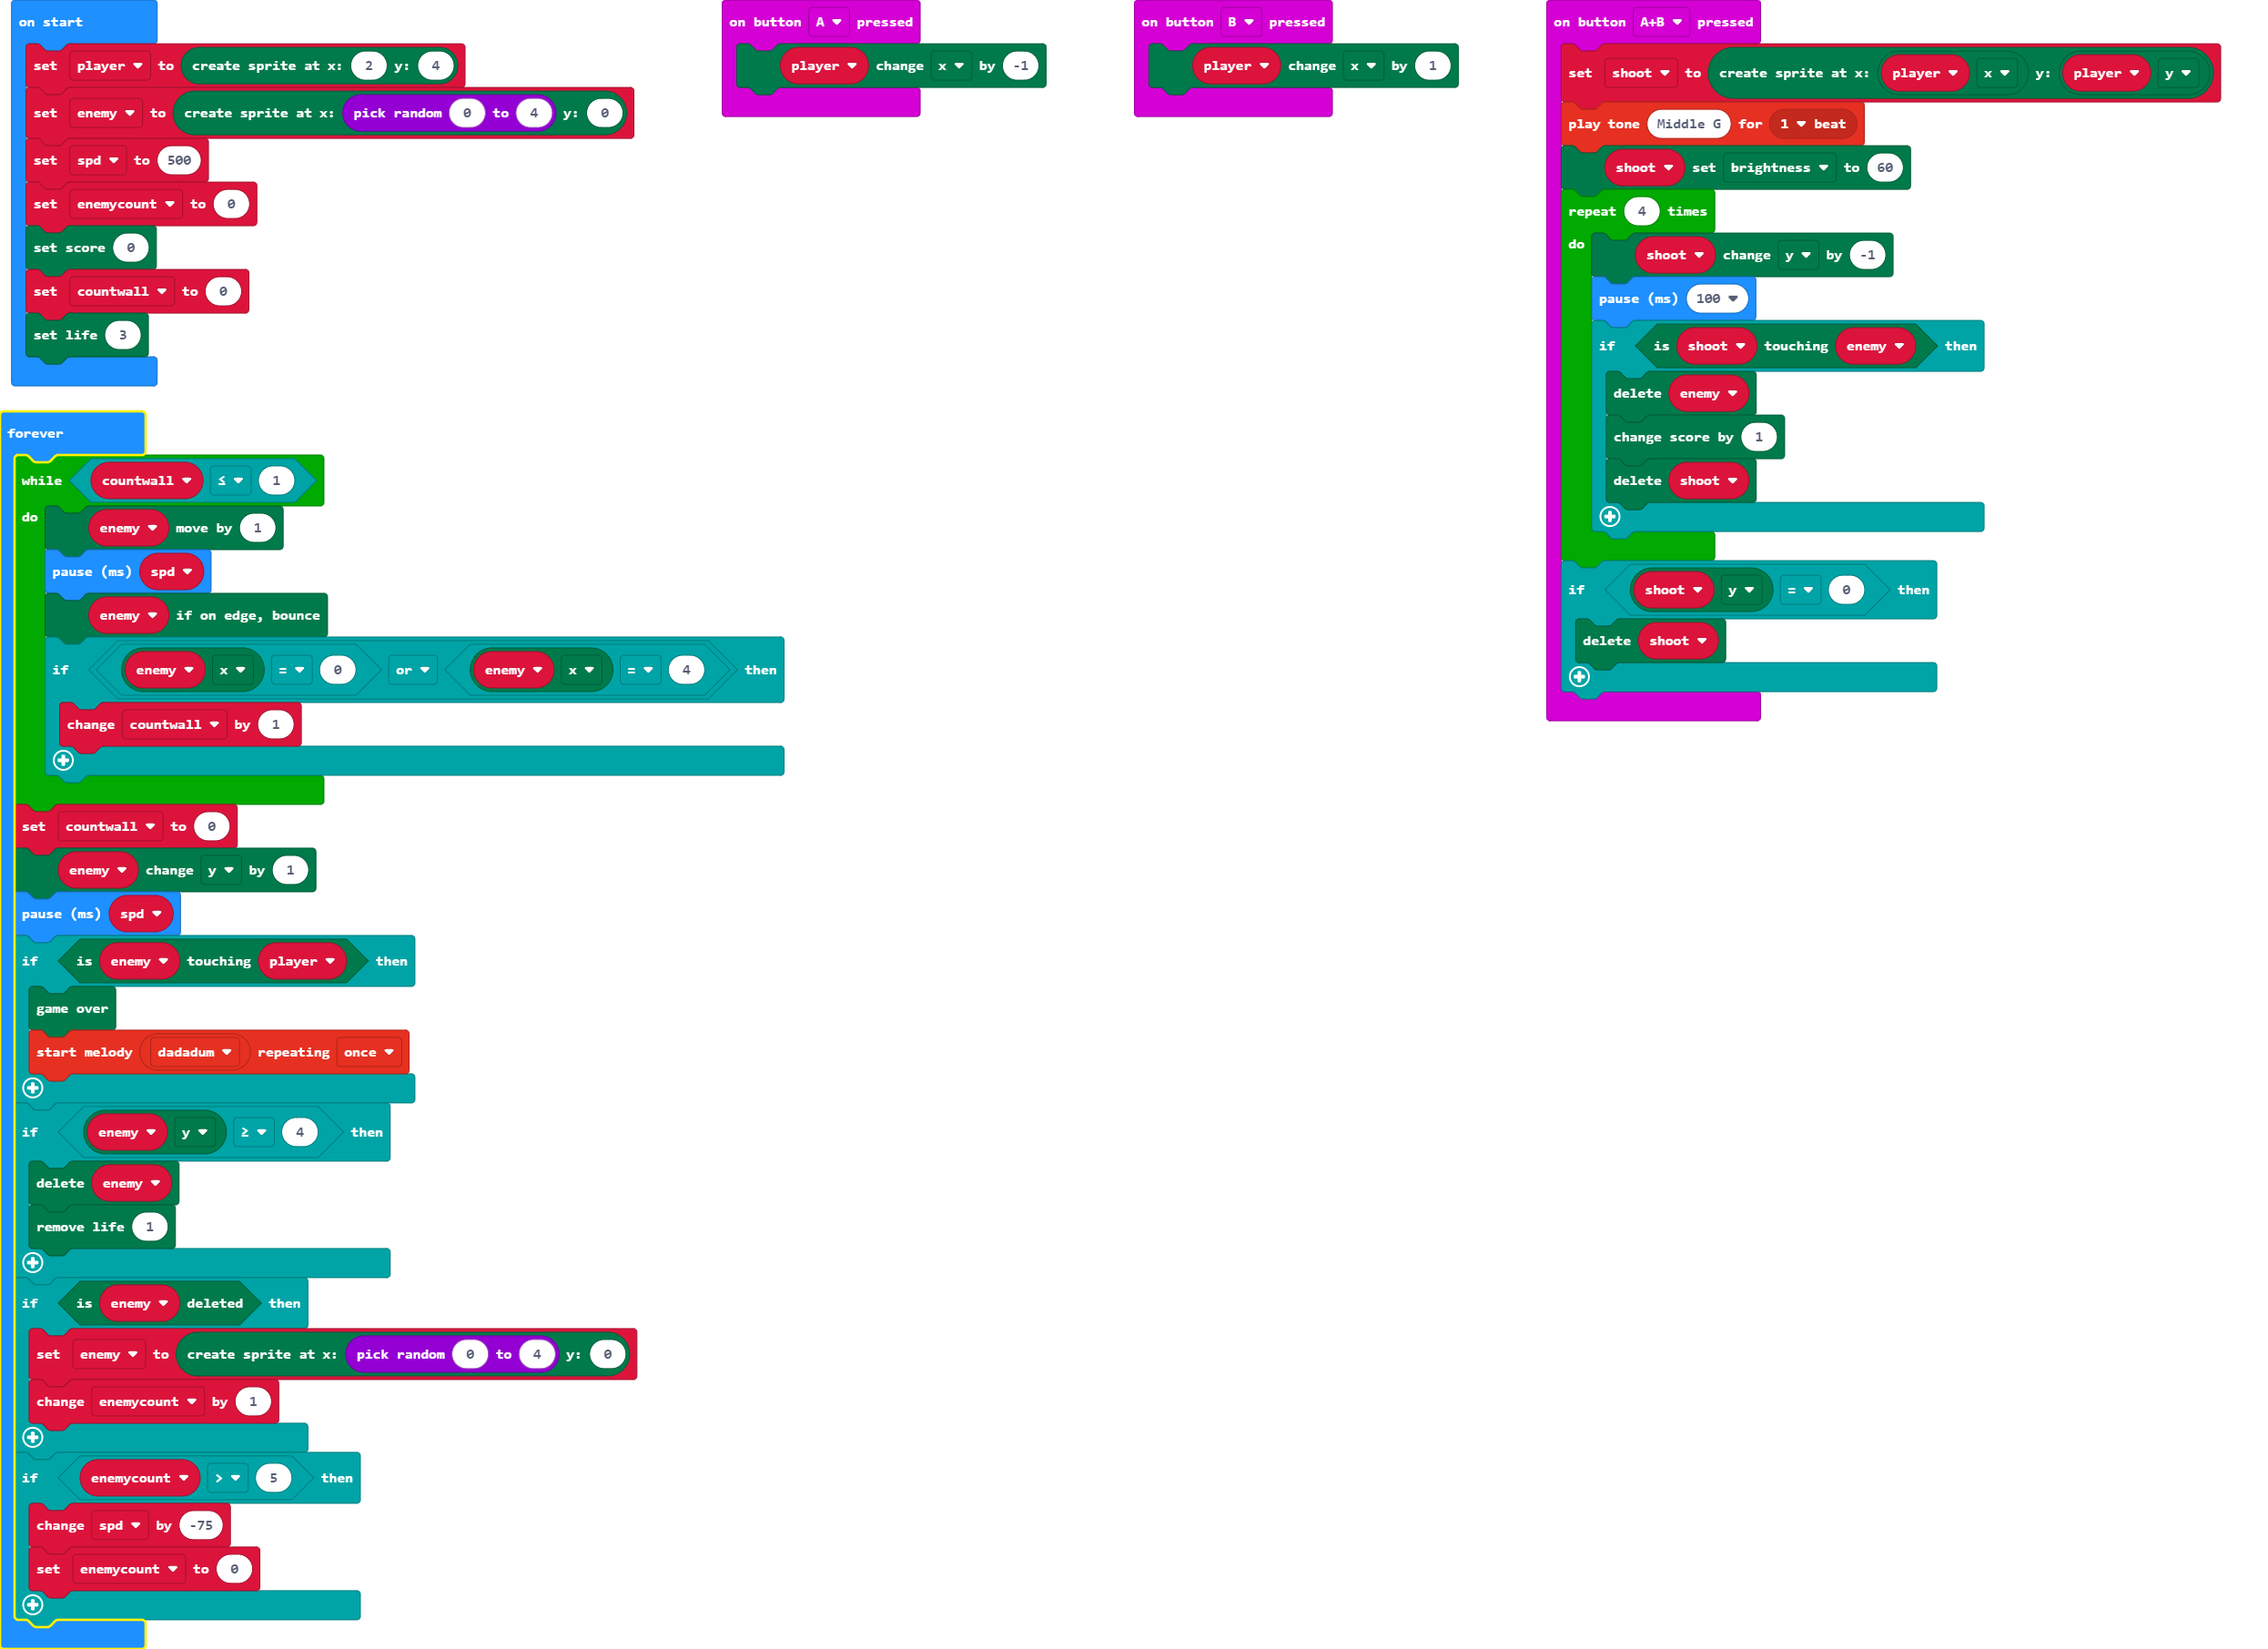 on start
set player to create sprite at x: 2 y: 4
set enemy to create sprite at x: pick random 0 to 4 y: 0
set spd to 500
set enemycount to 0
set score 0
set countwall to 0
set life 3
forever
while countwall ≤ 1
do enemy move by 1
pause (ms) spd
enemy if on edge, bounce
if enemy x = 0 or enemy x = 4 then
change countwall by 1
set countwall to 0
enemy change y by 1
pause (ms) spd
if is enemy touching player then
game over
start melody dadadum repeating once
if enemy y ≥ 4 then
delete enemy
remove life 1
if is enemy deleted then
set enemy to create sprite at x: pick random 0 to 4 y: 0
change enemycount by 1
if enemycount > 5 then
change spd by -75
set enemycount to 0
on button A pressed
player change x by -1
on button B pressed
player change x by 1
on button A+B pressed
set shoot to create sprite at x: player x y: player y
play tone Middle G for 1 beat
shoot set brightness to 60
repeat 4 times
do shoot change y by -1
pause (ms) 100
if is shoot touching enemy then
delete enemy
change score by 1
delete shoot
if shoot y = 0 then
delete shoot